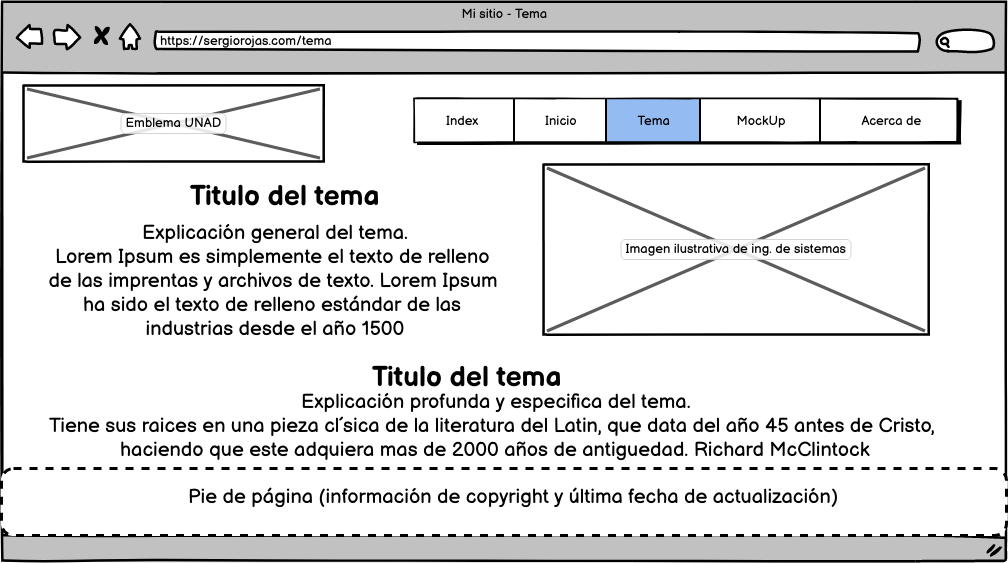 Mi sitio - Tema
https://sergiorojas.com/tema
Emblema UNAD
Index
Inicio
Tema
MockUp
Acerca de
Titulo del tema
Explicación general del tema.
Lorem Ipsum es simplemente el texto de relleno
de las imprentas y archivos de texto. Lorem Ipsum
ha sido el texto de relleno estándar de las
industrias desde el año 1500
Imagen ilustrativa de ing. de sistemas
Titulo del tema
Explicación profunda y especifica del tema.
Tiene sus raices en una pieza cl´sica de la literatura del Latin, que data del año 45 antes de Cristo,
haciendo que este adquiera mas de 2000 años de antiguedad. Richard McClintock
Pie de página (información de copyright y última fecha de actualización)